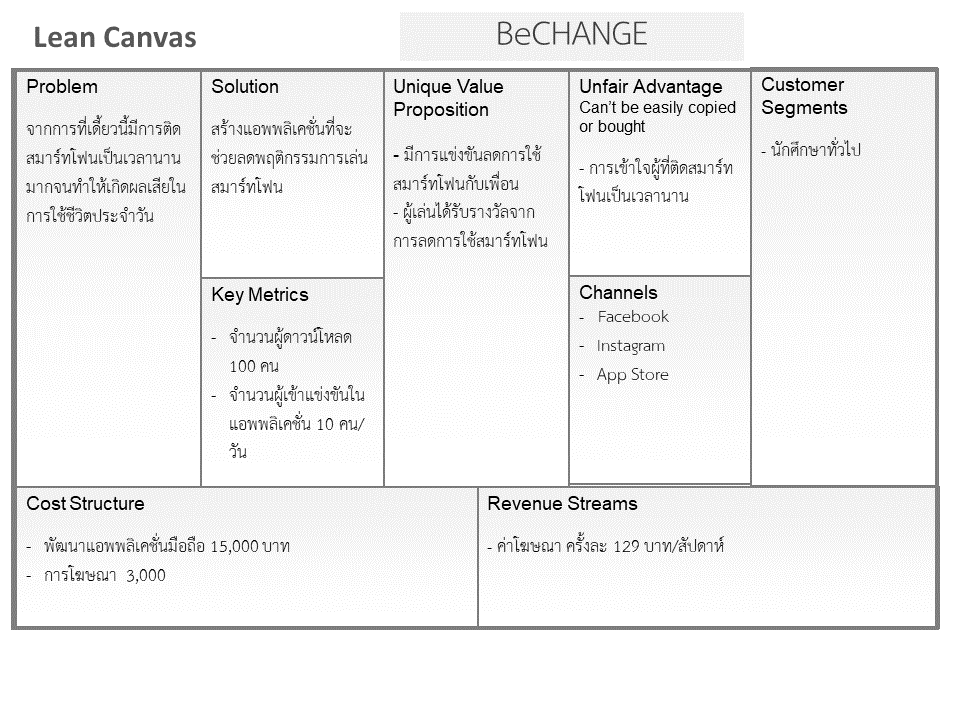 Lean Canvas
BeCHANGE
Problem
จากการที่เดี้ยวนี้มีการติด
สมาร์ทโฟนเป็นเวลานาน
มากจนทำให้เกิดผลเสียใน
การใช้ชีวิตประจำวัน
Solution
สร้างแอพพลิเคชั่นที่จะ
ช่วยลดพฤติกรรมการเล่น
สมาร์ทโฟน
Key Metrics
- จำนวนผู้ดาวน์โหลด
100 คน
- จำนวนผู้เข้าแข่งขันใน
แอพพลิเคชั่น 10 คน/
วัน
Unique Value
Proposition
- มีการแข่งขันลดการใช้
สมาร์ทโฟนกับเพื่อน
- ผู้เล่นได้รับรางวัลจาก
การลดการใช้สมาร์ทโฟน
Unfair Advantage
Can't be easily copied
or bought
- การเข้าใจผู้ที่ติดสมาร์ท
โฟนเป็นเวลานาน
Channels
- Facebook
- Instagram
- App Store
Customer
Segments
- นักศึกษาทั่วไป
Cost Structure
- พัฒนาแอพพลิเคชั่นมือถือ 15,000 บาท
- การโฆษณา 3,000
Revenue Streams
- ค่าโฆษณา ครั้งละ 129 บาท/สัปดาห์